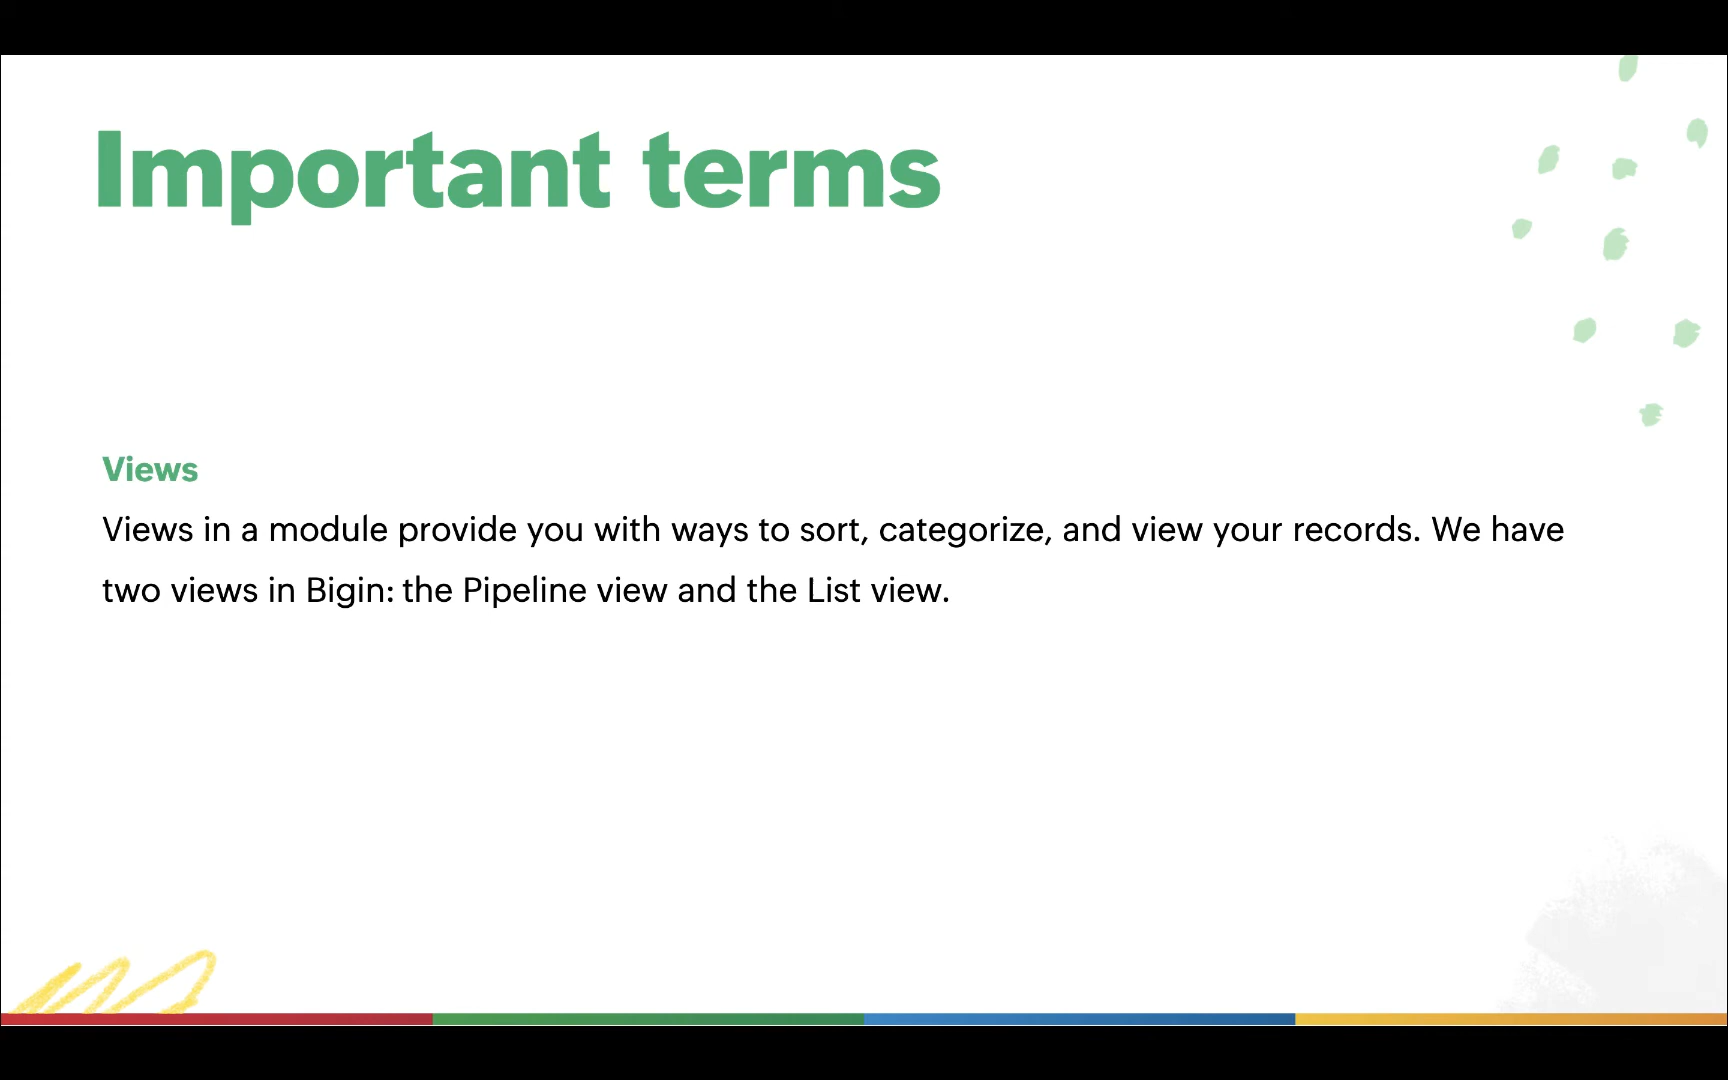 Important terms
Views
Views in a module provide you with ways to sort, categorize, and view your records. We have
two views in Bigin: the Pipeline view and the List view.